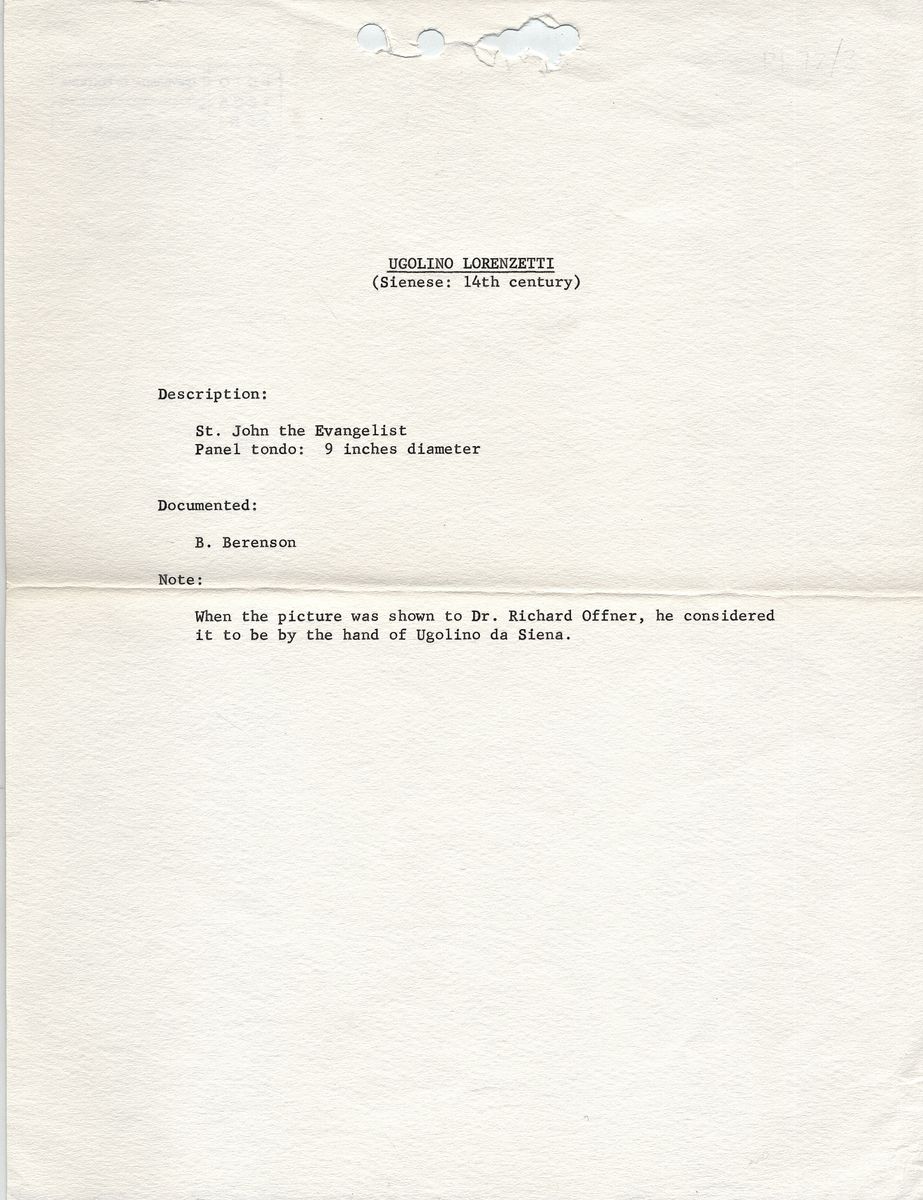 UGOLINO LORENZETTI
(Sienese: 14th century)
Description:
St. John the Evangelist
Panel tondo: 9 inches diameter
Documented:
B. Berenson
Note:
When the picture was shown to Dr. Richard Offner, he considered
it to be by the hand of Ugolino da Siena.